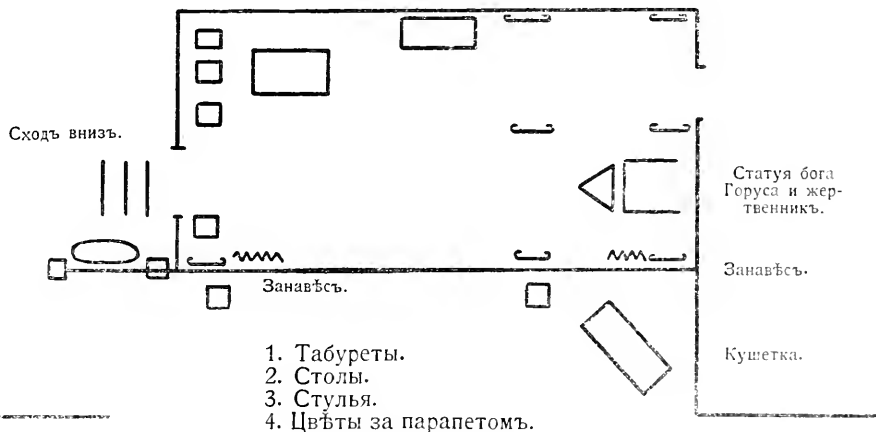 Сходъ внизъ.
Статуя бога
Горуса и жер-
твенникъ.
Занавѣсъ.
Занавѣсъ.
Кушетка.
1. Табуреты.
2. Столы.
3. Стулья.
4. Цвѣты за парапетомъ.